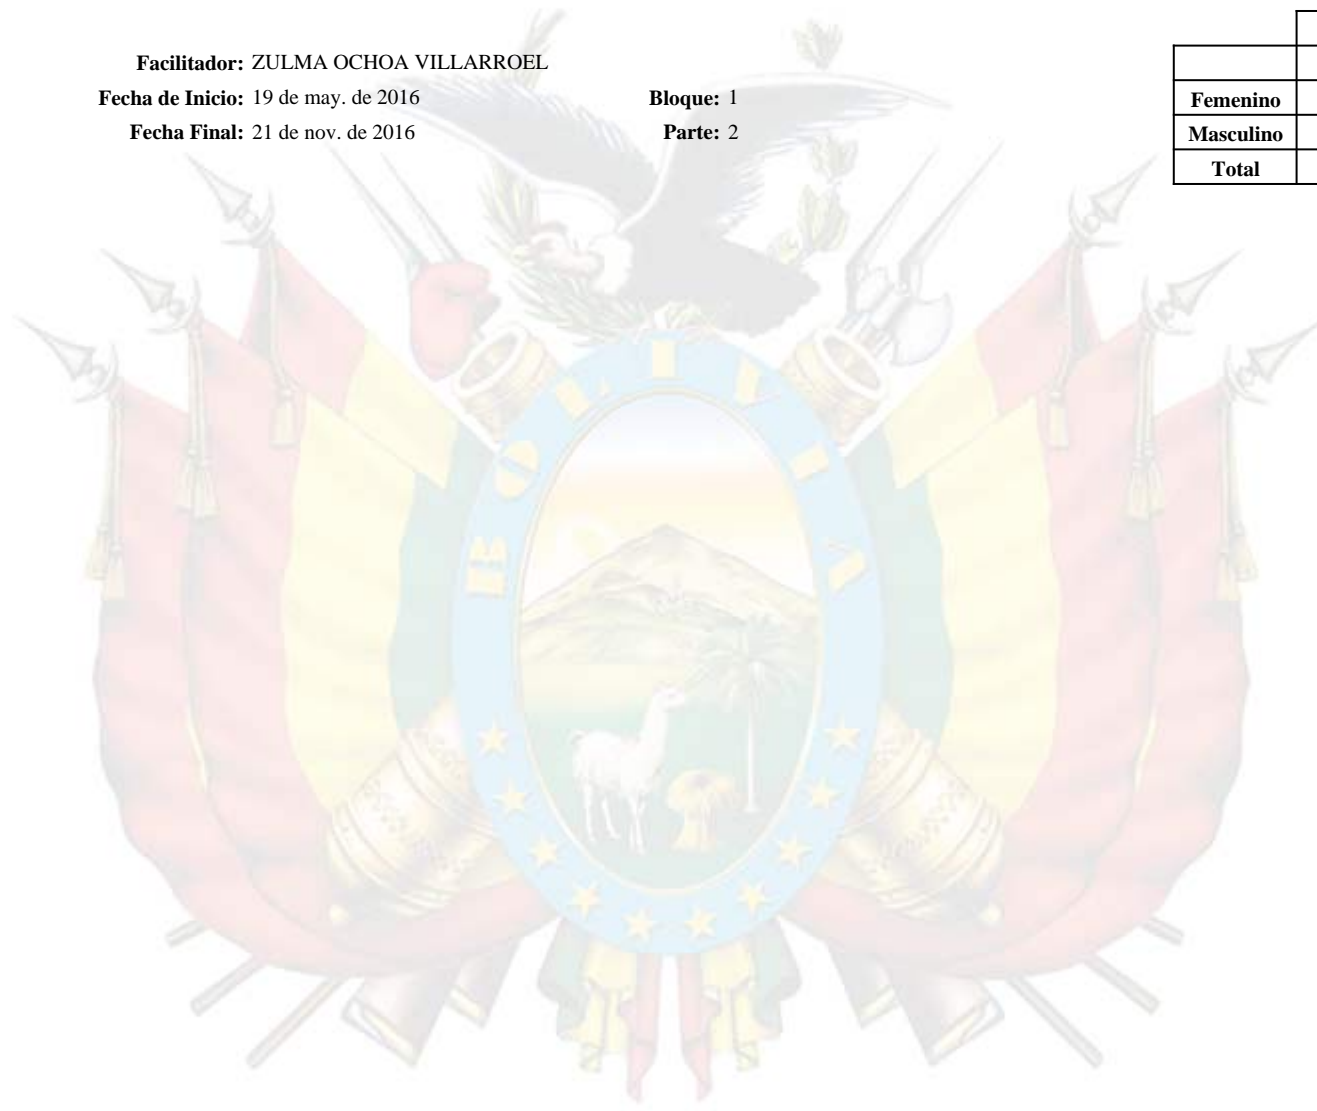 Facilitador: ZULMA OCHOA VILLARROEL
Fecha de Inicio: 19 de may. de 2016 Bloque: 1
Fecha Final: 21 de nov. de 2016 Parte: 2
Femenino
Masculino
Total
BOLIVIA